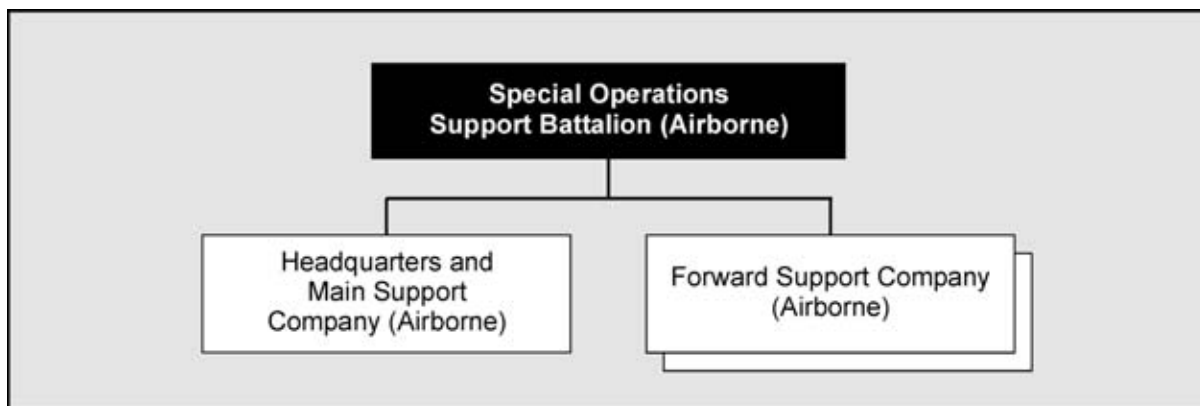 Special Operations
Support Battalion (Airborne)
Headquarters and
Main Support
Company (Airborne)
Forward Support Company
(Airborne)